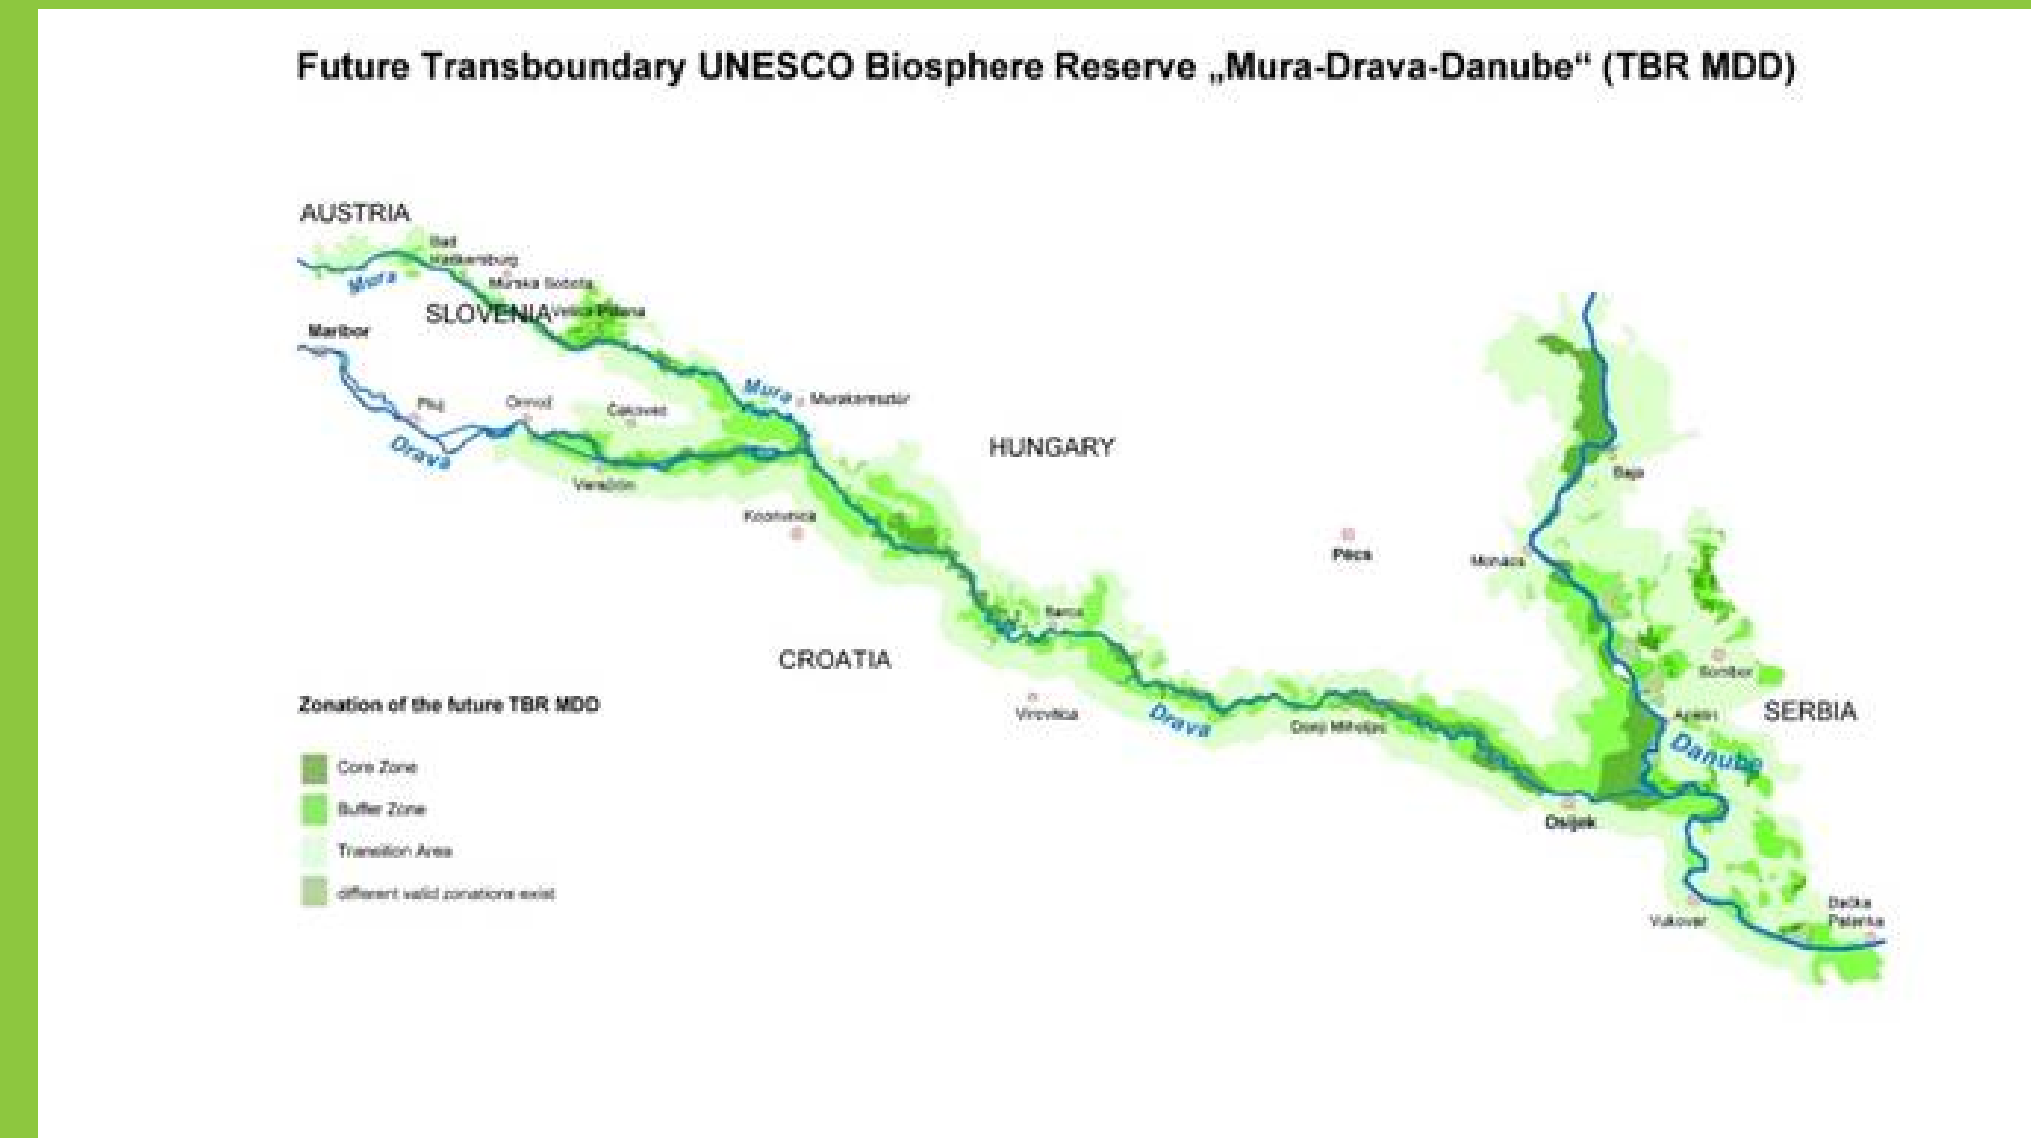 Future Transboundary UNESCO Biosphere Reserve „Mura-Drava-Danube“ (TBR MDD)
AUSTRIA
Bad
Radkersburg
Mura
Murska Sobota
SLOVENIA
Velika Polana
Maribor
Mura
Murakeresztúr
Ptuj
Ormož
Čakovec
Drava
HUNGARY
Baja
Varaždin
Koprivnica
Pécs
Mohács
Barcs
CROATIA
Sombor
Zonation of the future TBR MDD
Virovitica
Drava
Donji Miholjac
Apatin
SERBIA
Danube
Core Zone
Buffer Zone
Osijek
Transition Area
different valid zonations exist
Vukovar
Bačka
Palanka